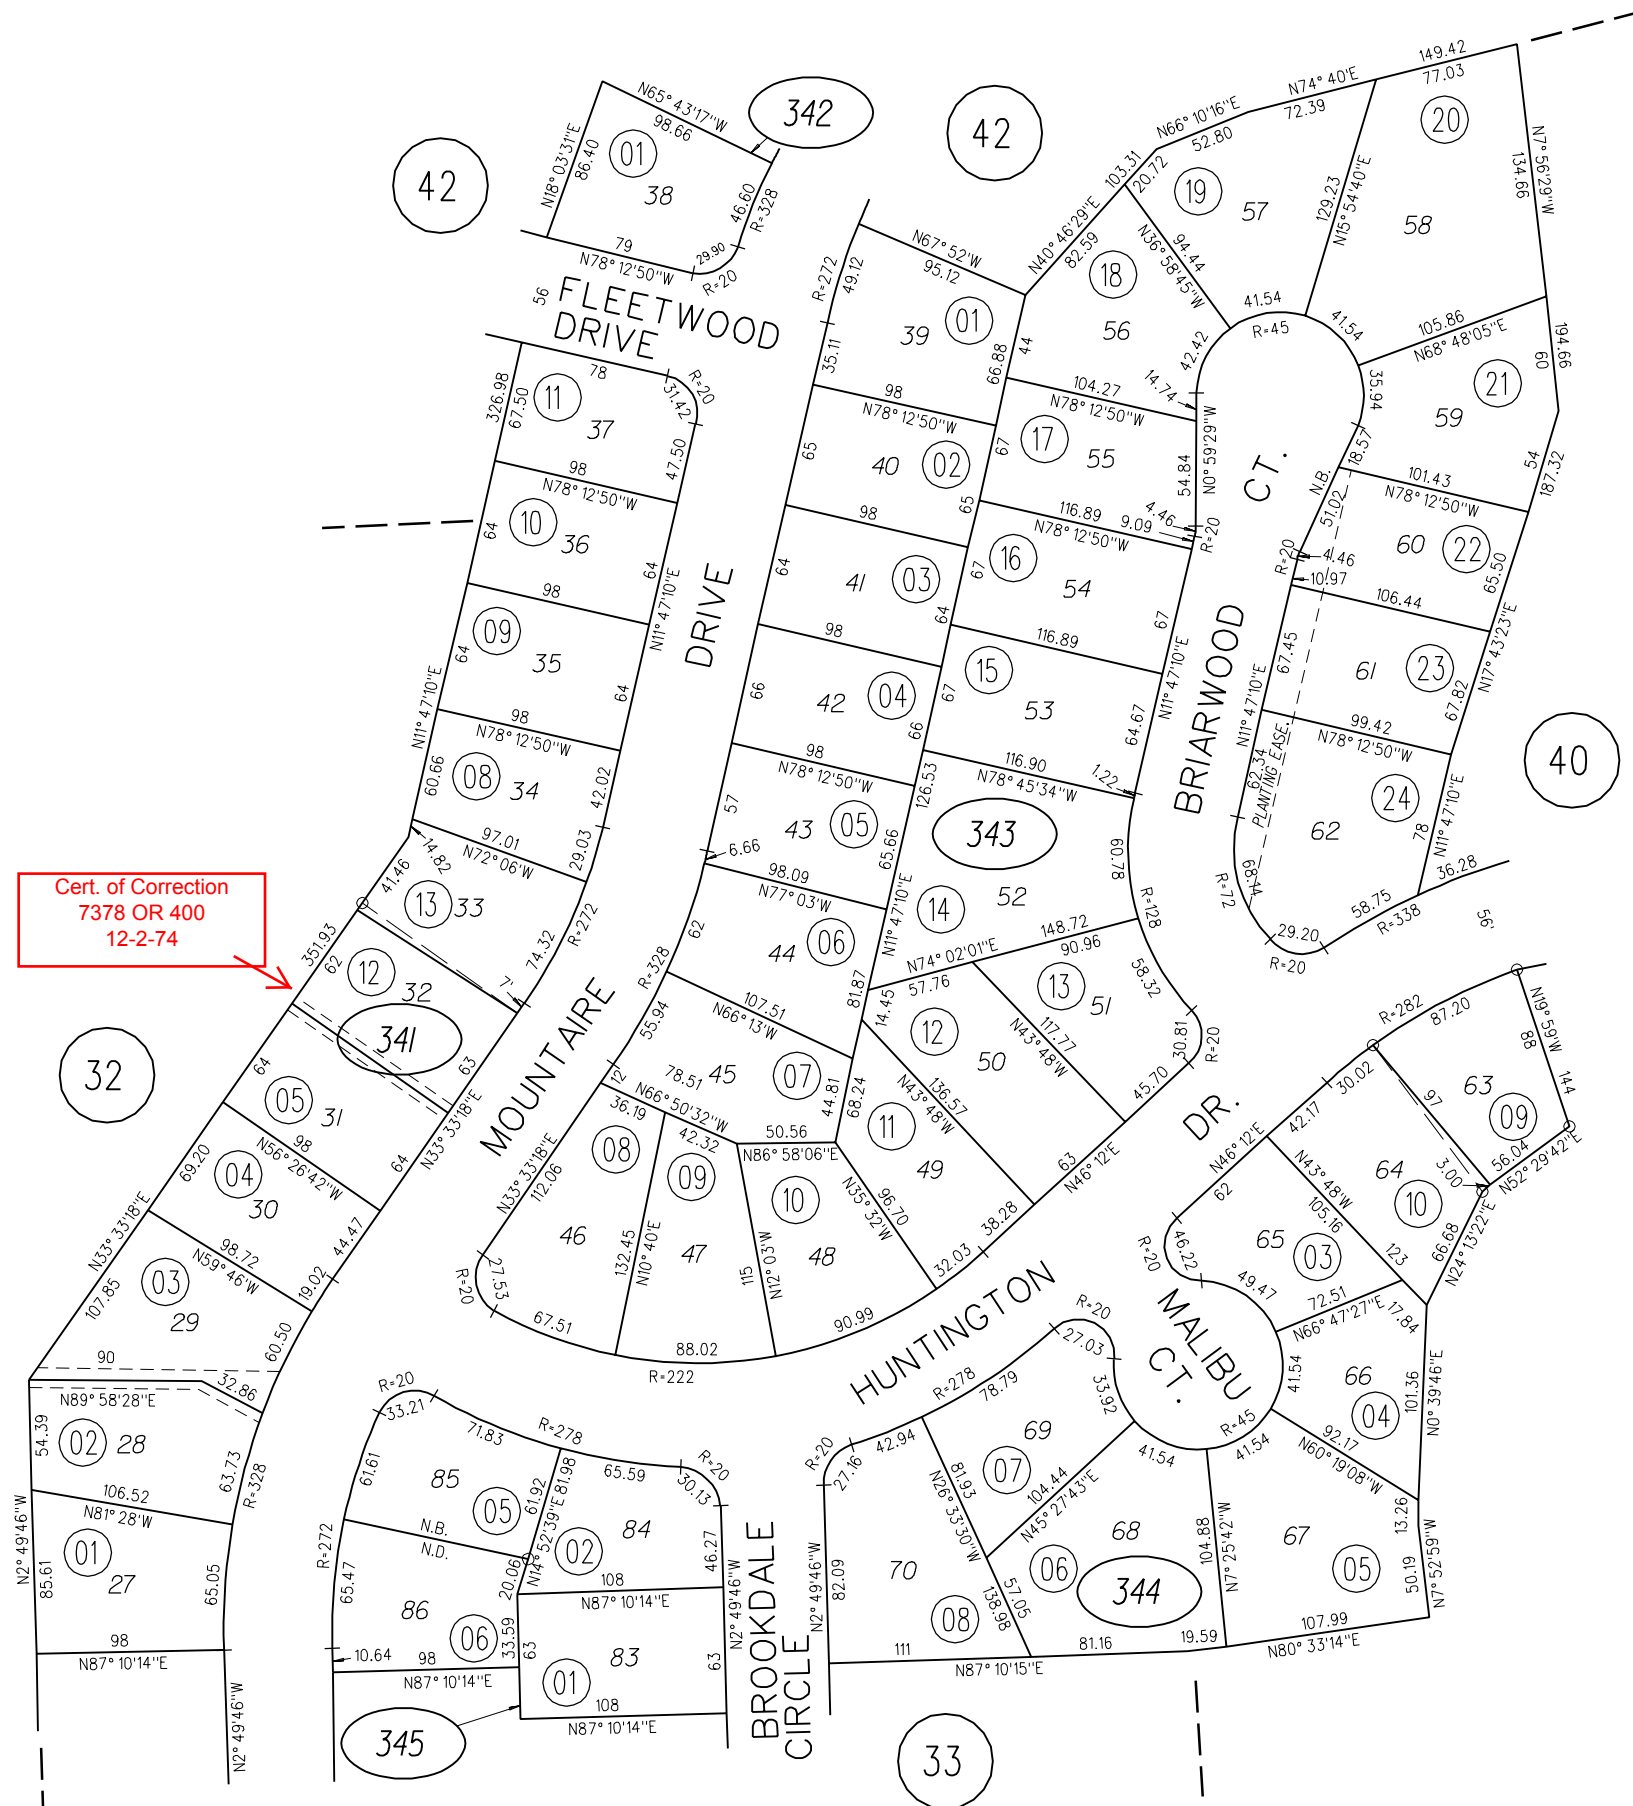 149.42
N74° 40'E
77.03
72.39
N66° 10'16"E
52.80
20
342
42
N65° 43'17"W
98.66
01
38
N18° 03'31"E
86.40
46.60
R=328
42
103.31
20.72
19
57
129.23
N15° 54'40"E
N7° 56'29"W
134.66
58
79
N78° 12'50"W
29.90
R=20
56
FLEETWOOD
DRIVE
N67° 52'W
95.12
R=272
49.12
N40° 46'29"E
82.59
18
N36° 58'45"W
94.44
56
41.54
R=45
41.54
39
01
35.11
66.88
44
42.42
105.86
N68° 48'05"E
194.66
60
326.98
67.50
78
11
37
31.42
R=20
47.50
98
N78° 12'50"W
14.74
104.27
N78° 12'50"W
35.94
21
59
65
40
02
67
17
55
N0° 59'29"W
54.84
CT.
18.57
N.B.
51.02
101.43
N78° 12'50"W
54
187.32
98
N78° 12'50"W
10
36
64
64
98
65
116.89
N78° 12'50"W
4.46
9.09
R=20
R=20
4.46
10.97
60
22
65.50
64
41
03
67
16
54
106.44
98
N11° 47'10"E
DRIVE
09
35
64
64
98
64
116.89
67
N11° 47'10"E
BRIARWOOD
67.45
61
23
N17° 43'23"E
67.82
N11° 47'10"E
98
N78° 12'50"W
66
42
04
67
15
53
64.67
N11° 47'10"E
99.42
N78° 12'50"W
40
60.66
08
34
42.02
98
N78° 12'50"W
66
126.53
116.90
N78° 45'34"W
1.22
62.34
PLANTING EASE.
24
62
78
N11° 47'10"E
97.01
N72° 06'W
14.82
29.03
57
43
05
6.66
65.66
343
60.78
98.09
N77° 03'W
Cert. of Correction
7378 OR 400
12-2-74
41.46
13
33
R=272
74.32
351.93
62
12
32
7'
341
62
44
06
N11° 47'10"E
14
52
R=128
148.72
N74° 02'01"E
90.96
57.76
R=72
68.14
29.20
R=20
58.75
R=338
36.28
56'
R=328
55.94
107.51
N66° 13'W
81.87
14.45
13
51
58.32
12
50
117.77
N43° 48'W
30.81
R=20
45.70
R=282
87.20
N19° 59'W
88
144
32
64
05
31
63
N33° 33'18"E
MOUNTAIRE
12
78.51
45
07
44.81
68.24
N66° 50'32"W
36.19
42.32
50.56
N86° 58'06"E
11
136.57
N43° 48'W
49
DR.
30.02
42.17
97
63
09
3.00
56.04
N52° 29'42"E
98
N56° 26'42"W
64
69.20
04
30
N33° 33'18"E
112.06
08
09
10
46
132.45
N10° 40'E
47
115
N12° 03'W
48
96.70
N35° 32'W
63
N46° 12'E
38.28
32.03
N46° 12'E
62
N43° 48'W
105.16
64
10
66.68
N24° 13'22"E
N33° 33'18"E
107.85
98.72
N59° 46'W
44.47
19.02
03
29
60.50
27.53
R=20
67.51
88.02
R=222
90.99
HUNTINGTON
R=20
46.22
65
03
123
49.47
72.51
N66° 47'27"E
17.84
MALIBU
CT.
90
32.86
N89° 58'28"E
54.39
02
28
63.73
R=328
R=20
33.21
R=278
71.83
R=20
27.03
R=278
78.79
33.92
41.54
66
101.36
N0° 39'46"E
04
R=45
41.54
92.17
N60° 19'08"W
106.52
N81° 28'W
61.61
85
05
61.92
81.98
65.59
R=20
30.13
R=20
27.16
42.94
69
07
81.93
N26° 33'30"W
104.44
N45° 27'43"E
41.54
13.26
N2° 49'46"W
85.61
01
27
65.05
R=272
65.47
N.B.
N.D.
N14° 52'39"E
20.06
02
84
46.27
108
N87° 10'14"E
82.09
N2° 49'46"W
70
08
57.05
138.98
68
06
344
104.88
N7° 25'42"W
67
05
50.19
N7° 52'59"W
98
N87° 10'14"E
86
06
10.64
98
N87° 10'14"E
33.59
63
01
83
63
N2° 49'46"W
BROOKDALE
CIRCLE
111
N87° 10'15"E
81.16
19.59
107.99
N80° 33'14"E
N2° 49'46"W
345
108
N87° 10'14"E
33